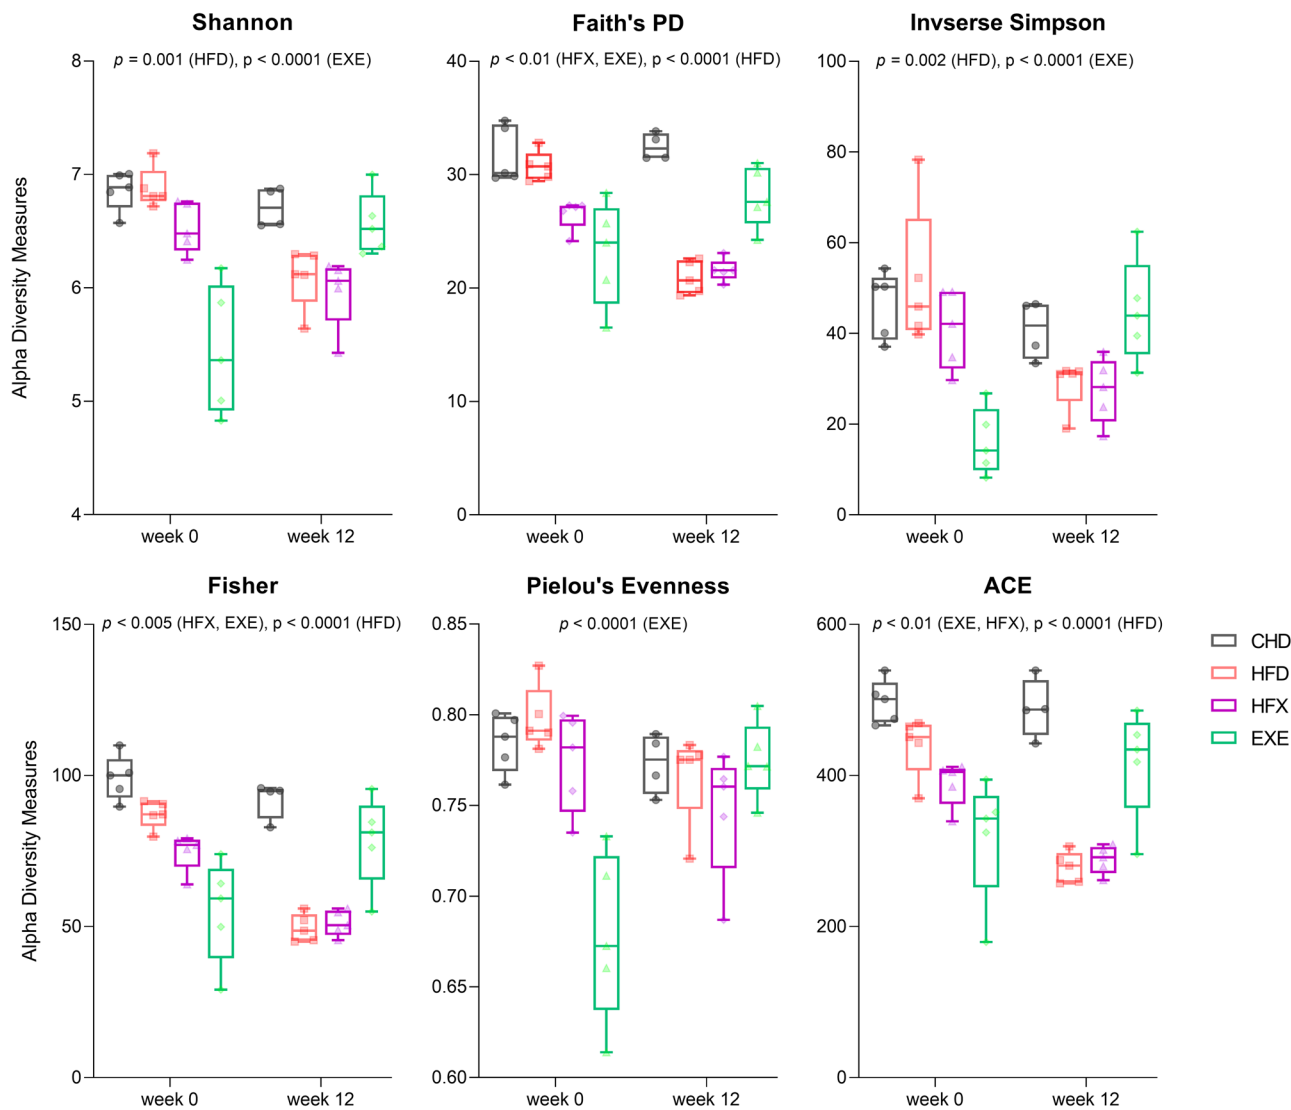 Shannon
p = 0.001 (HFD), p < 0.0001 (EXE)
8
7
6
5
4
Alpha Diversity Measures
week 0
week 12
Faith's PD
p < 0.01 (HFX, EXE), p < 0.0001 (HFD)
40
30
20
10
0
week 0
week 12
Invserse Simpson
p = 0.002 (HFD), p < 0.0001 (EXE)
100
80
60
40
20
0
week 0
week 12
Fisher
p < 0.005 (HFX, EXE), p < 0.0001 (HFD)
150
100
50
0
Alpha Diversity Measures
week 0
week 12
Pielou's Evenness
p < 0.0001 (EXE)
0.85
0.80
0.75
0.70
0.65
0.60
week 0
week 12
ACE
p < 0.01 (EXE, HFX), p < 0.0001 (HFD)
600
400
200
0
week 0
week 12
CHD
HFD
HFX
EXE